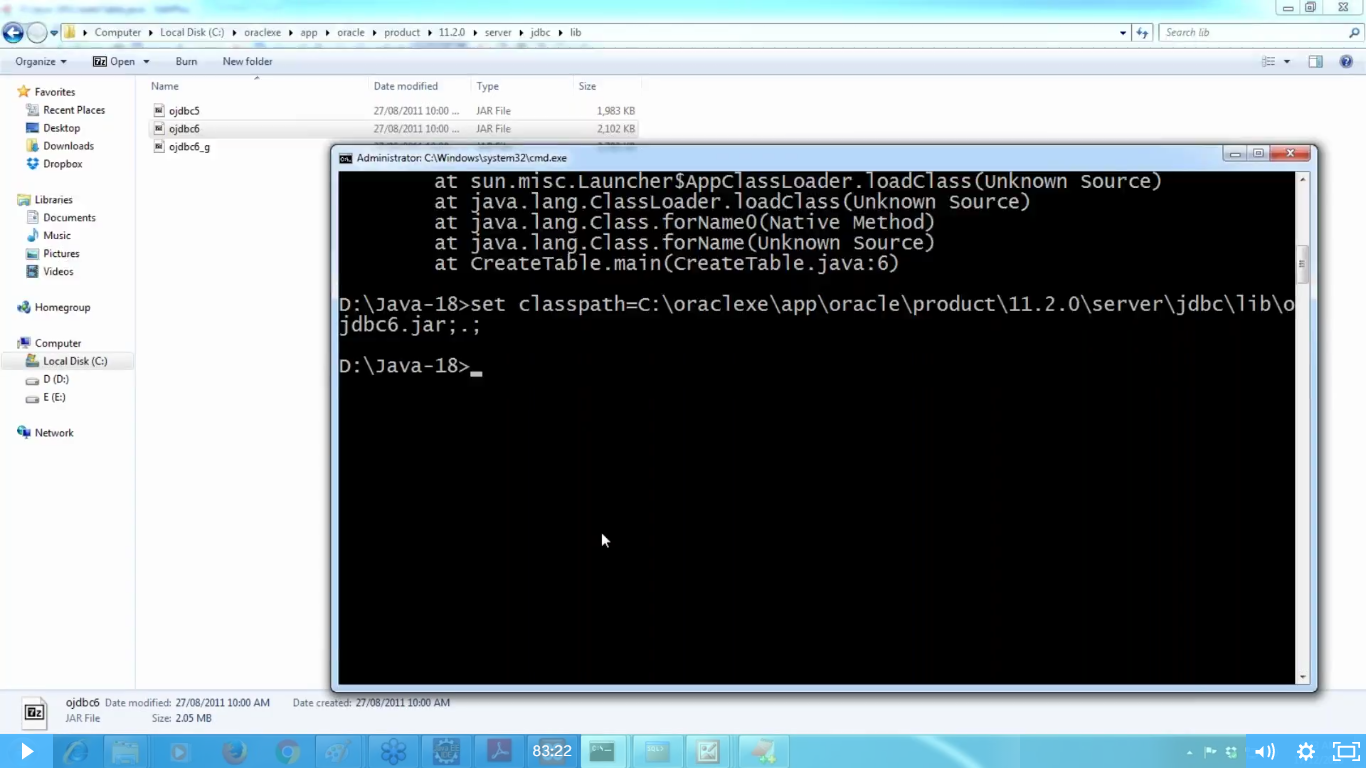 Computer ▸ Local Disk (C:) ▸ oraclexe ▸ app ▸ oracle ▸ product ▸ 11.2.0 ▸ server ▸ jdbc ▸ lib
Search lib
Organize Open Burn New folder
Name Date modified Type Size
Favorites
Recent Places
Desktop
Downloads
Dropbox
Libraries
Documents
Music
Pictures
Videos
Homegroup
Computer
Local Disk (C:)
D (D:)
E (E:)
Network
ojdbc5 27/08/2011 10:00 ... JAR File 1,983 KB
ojdbc6 27/08/2011 10:00 ... JAR File 2,102 KB
ojdbc6_g
Administrator: C:\Windows\system32\cmd.exe
at sun.misc.Launcher$AppClassLoader.loadClass(Unknown Source)
at java.lang.ClassLoader.loadClass(Unknown Source)
at java.lang.Class.forName0(Native Method)
at java.lang.Class.forName(Unknown Source)
at CreateTable.main(CreateTable.java:6)
D:\Java-18>set classpath=C:\oraclexe\app\oracle\product\11.2.0\server\jdbc\lib\o
jdbc6.jar;.;
D:\Java-18>_
ojdbc6 Date modified: 27/08/2011 10:00 AM Date created: 27/08/2011 10:00 AM
JAR File Size: 2.05 MB
83:22